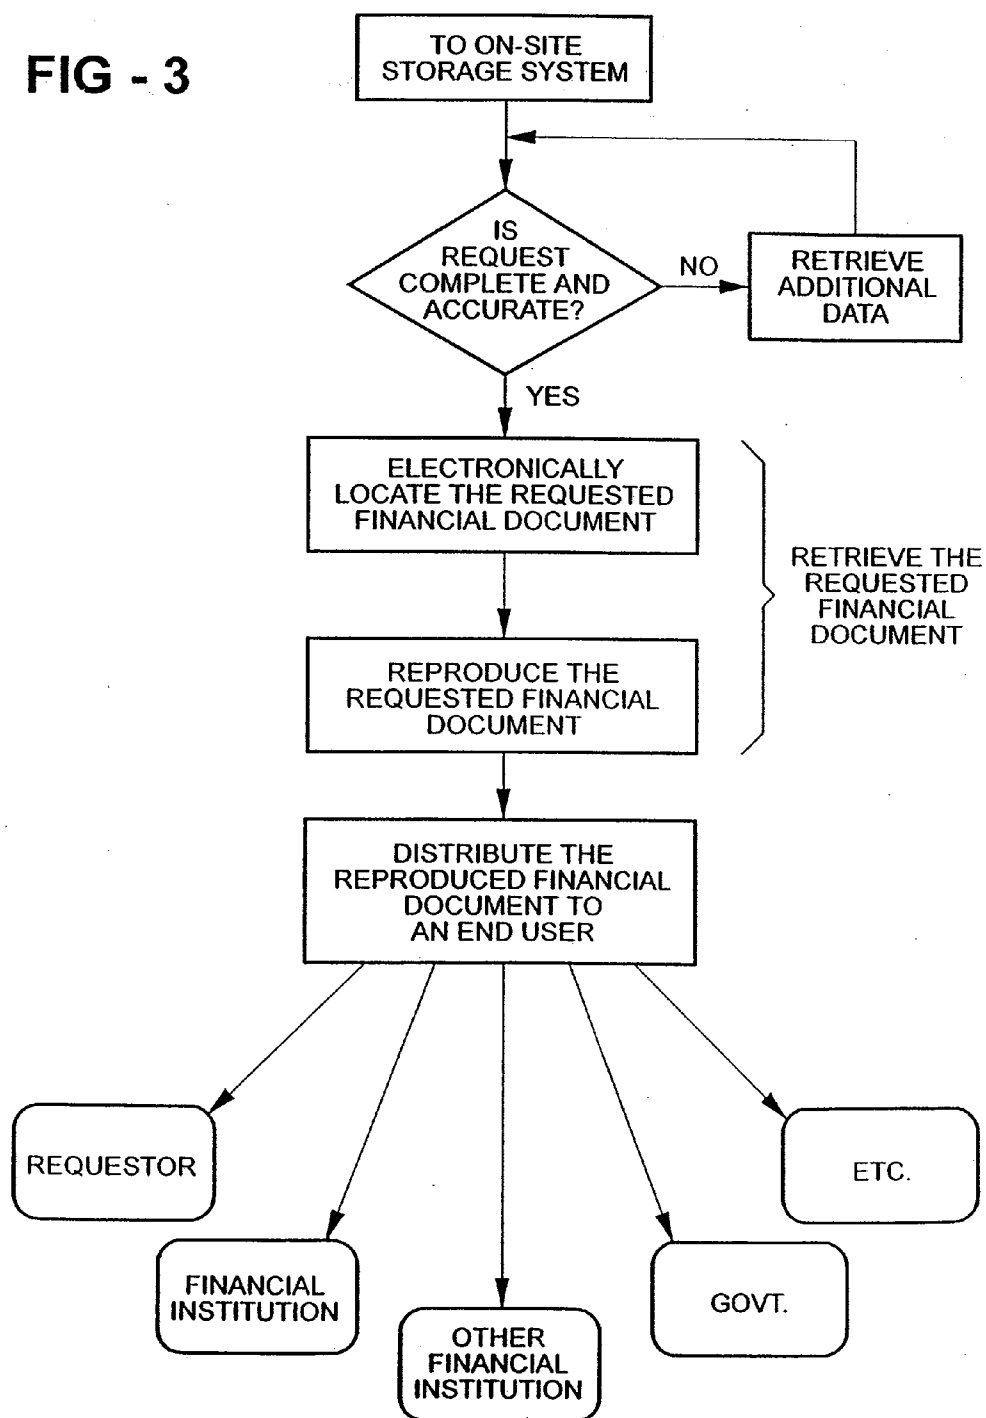 FIG - 3
TO ON-SITE
STORAGE SYSTEM
IS
REQUEST
COMPLETE AND
ACCURATE?
NO
RETRIEVE
ADDITIONAL
DATA
YES
ELECTRONICALLY
LOCATE THE REQUESTED
FINANCIAL DOCUMENT
RETRIEVE THE
REQUESTED
FINANCIAL
DOCUMENT
REPRODUCE THE
REQUESTED FINANCIAL
DOCUMENT
DISTRIBUTE THE
REPRODUCED FINANCIAL
DOCUMENT TO
AN END USER
REQUESTOR
FINANCIAL
INSTITUTION
OTHER
FINANCIAL
INSTITUTION
GOVT.
ETC.